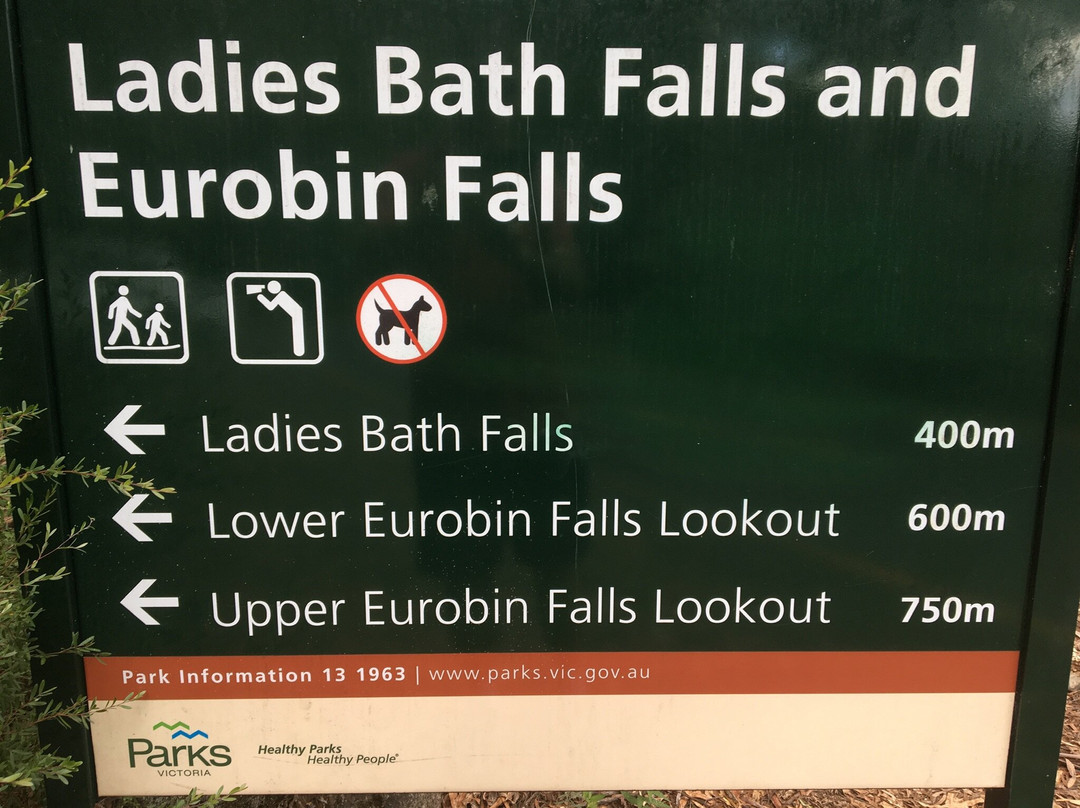 Ladies Bath Falls and
Eurobin Falls
Ladies Bath Falls 400m
Lower Eurobin Falls Lookout 600m
Upper Eurobin Falls Lookout 750m
Park Information 13 1963 | www.parks.vic.gov.au
Parks
VICTORIA
Healthy Parks
Healthy People®